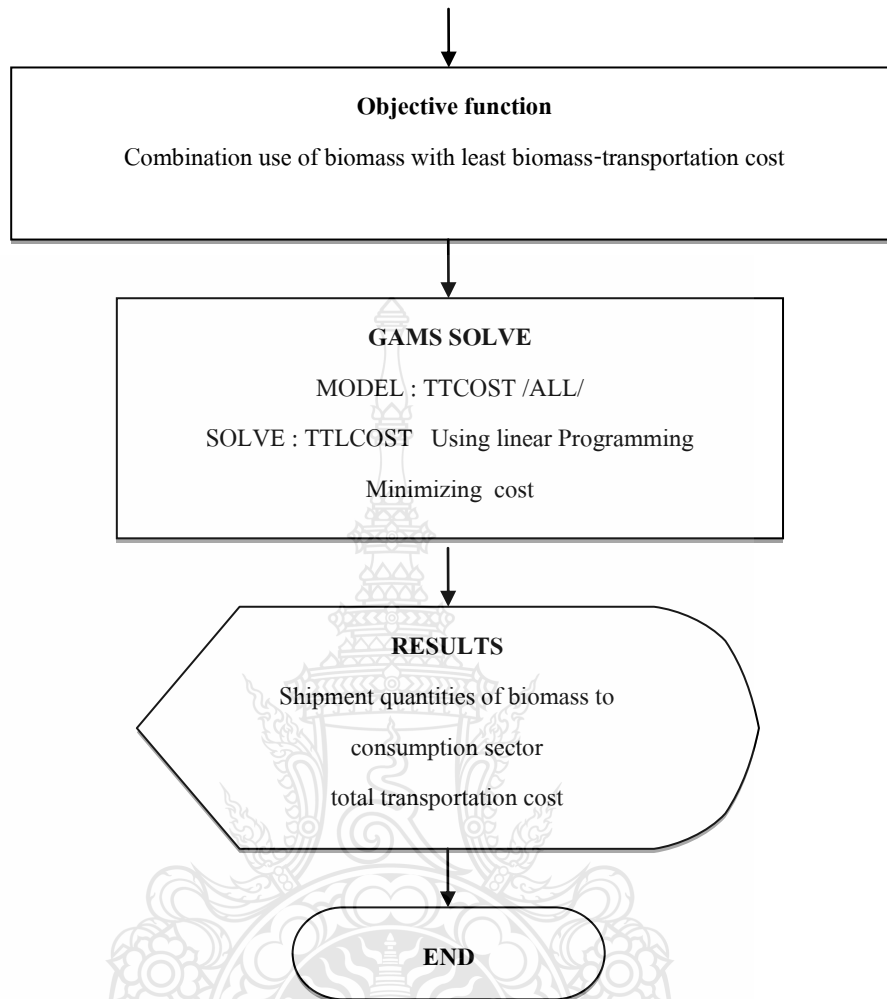 Objective function
Combination use of biomass with least biomass-transportation cost
GAMS SOLVE
MODEL : TTCOST /ALL/
SOLVE : TTLCOST Using linear Programming
Minimizing cost
RESULTS
Shipment quantities of biomass to
consumption sector
total transportation cost
END